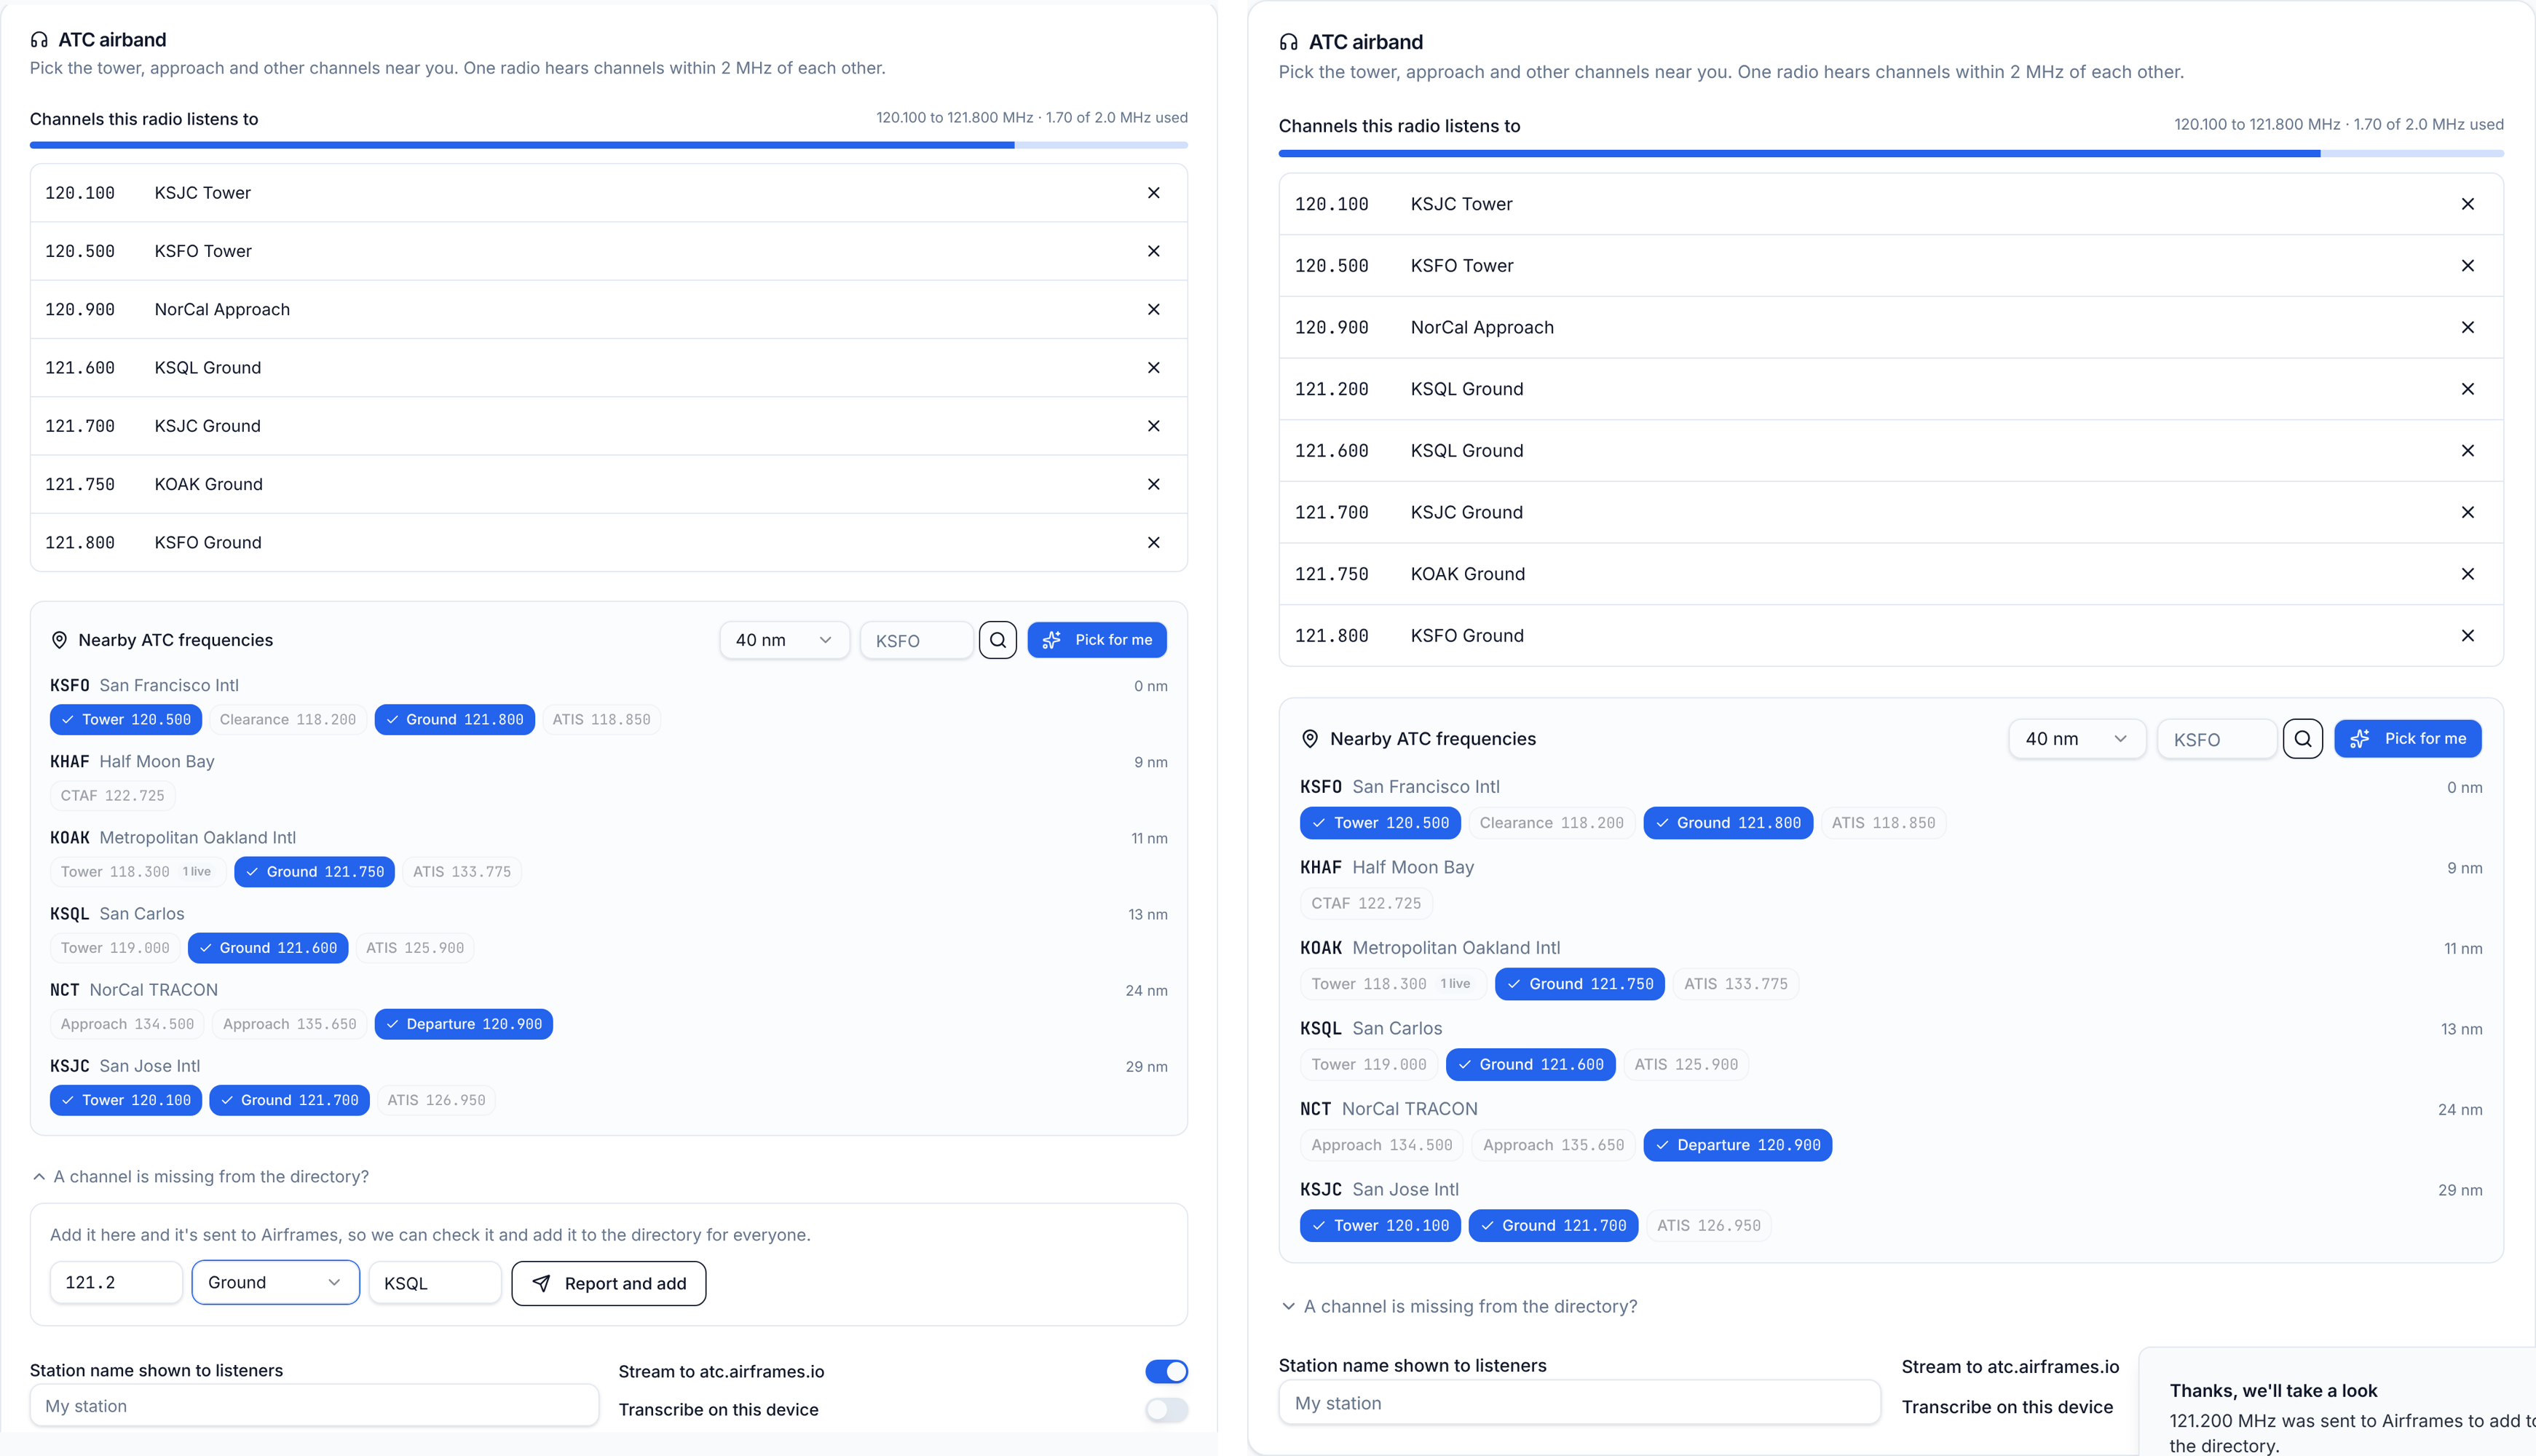 ATC airband
Pick the tower, approach and other channels near you. One radio hears channels within 2 MHz of each other.
Channels this radio listens to
120.100 to 121.800 MHz · 1.70 of 2.0 MHz used
120.100 KSJC Tower
120.500 KSFO Tower
120.900 NorCal Approach
121.600 KSQL Ground
121.700 KSJC Ground
121.750 KOAK Ground
121.800 KSFO Ground
Nearby ATC frequencies 40 nm KSFO Pick for me
KSFO San Francisco Intl 0 nm
Tower 120.500 Clearance 118.200 Ground 121.800 ATIS 118.850
KHAF Half Moon Bay 9 nm
CTAF 122.725
KOAK Metropolitan Oakland Intl 11 nm
Tower 118.300 1 live Ground 121.750 ATIS 133.775
KSQL San Carlos 13 nm
Tower 119.000 Ground 121.600 ATIS 125.900
NCT NorCal TRACON 24 nm
Approach 134.500 Approach 135.650 Departure 120.900
KSJC San Jose Intl 29 nm
Tower 120.100 Ground 121.700 ATIS 126.950
A channel is missing from the directory?
Add it here and it's sent to Airframes, so we can check it and add it to the directory for everyone.
121.2 Ground KSQL Report and add
Station name shown to listeners
My station
Stream to atc.airframes.io
Transcribe on this device
ATC airband
Pick the tower, approach and other channels near you. One radio hears channels within 2 MHz of each other.
Channels this radio listens to
120.100 to 121.800 MHz · 1.70 of 2.0 MHz used
120.100 KSJC Tower
120.500 KSFO Tower
120.900 NorCal Approach
121.200 KSQL Ground
121.600 KSQL Ground
121.700 KSJC Ground
121.750 KOAK Ground
121.800 KSFO Ground
Nearby ATC frequencies 40 nm KSFO Pick for me
KSFO San Francisco Intl 0 nm
Tower 120.500 Clearance 118.200 Ground 121.800 ATIS 118.850
KHAF Half Moon Bay 9 nm
CTAF 122.725
KOAK Metropolitan Oakland Intl 11 nm
Tower 118.300 1 live Ground 121.750 ATIS 133.775
KSQL San Carlos 13 nm
Tower 119.000 Ground 121.600 ATIS 125.900
NCT NorCal TRACON 24 nm
Approach 134.500 Approach 135.650 Departure 120.900
KSJC San Jose Intl 29 nm
Tower 120.100 Ground 121.700 ATIS 126.950
A channel is missing from the directory?
Station name shown to listeners
My station
Stream to atc.airframes.io
Transcribe on this device
Thanks, we'll take a look
121.200 MHz was sent to Airframes to add to
the directory.